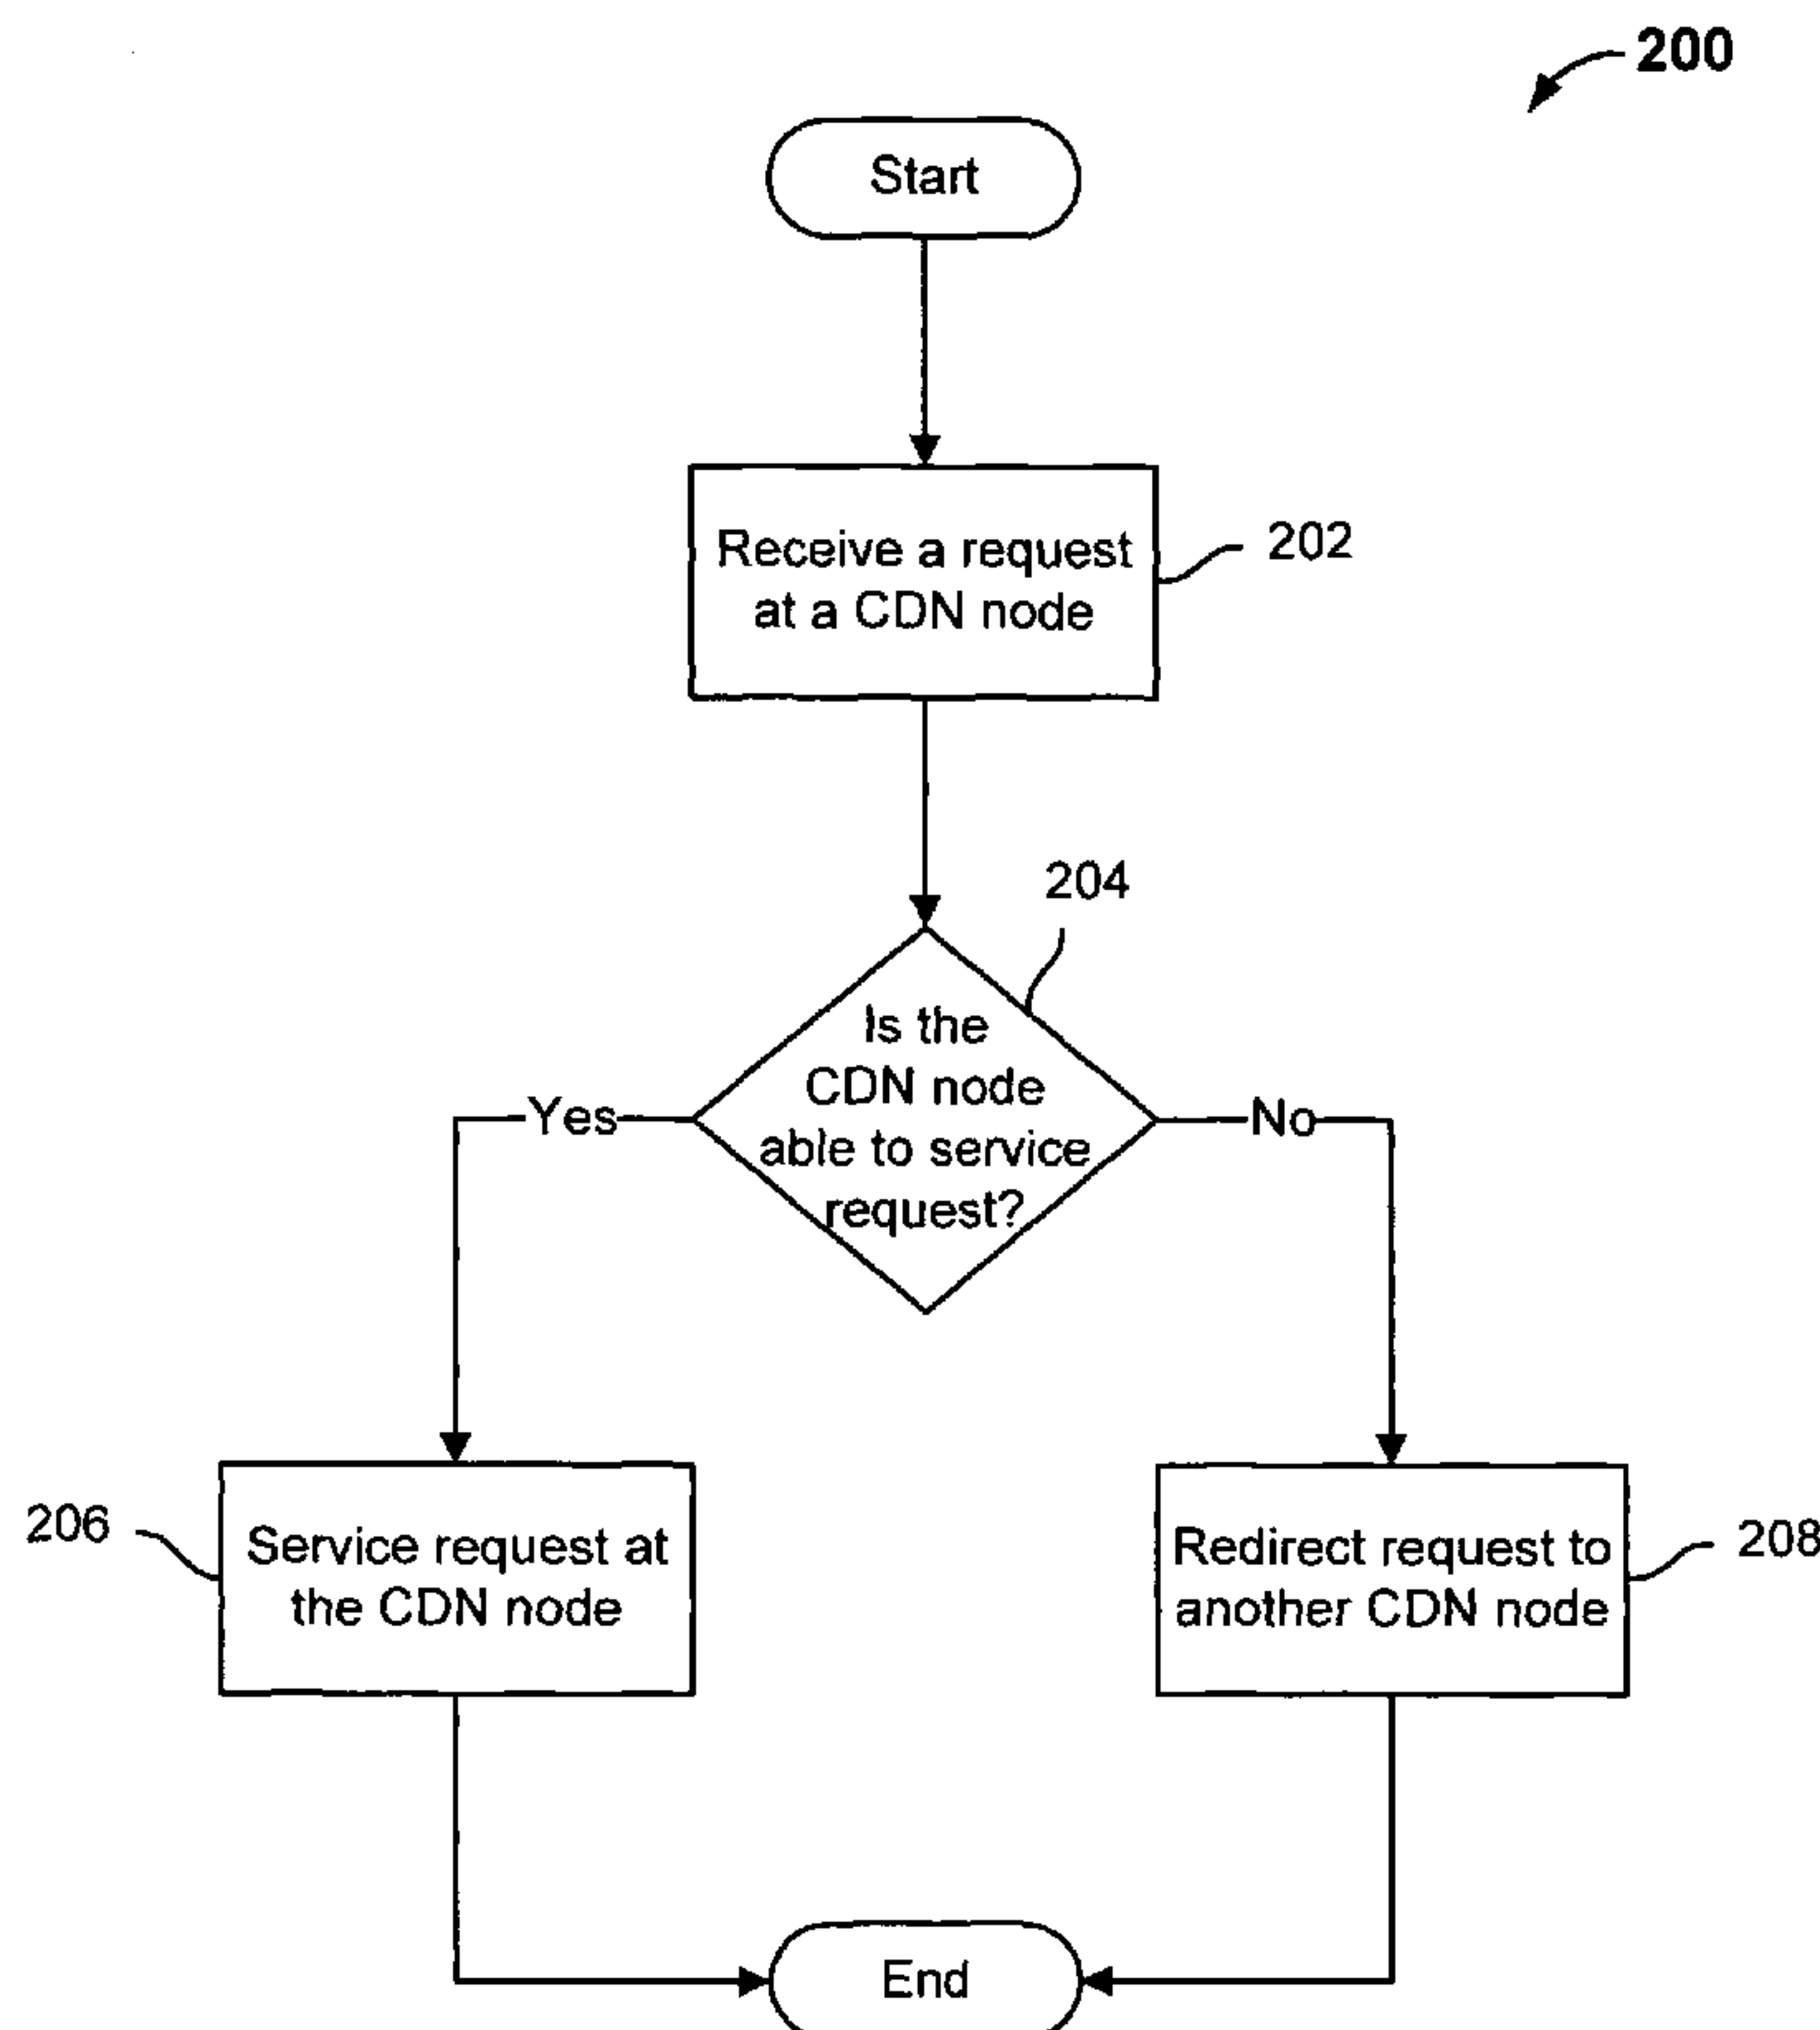 200
Start
Receive a request
at a CDN node
202
204
Is the
CDN node
able to service
request?
Yes
No
206
Service request at
the CDN node
Redirect request to
another CDN node
208
End